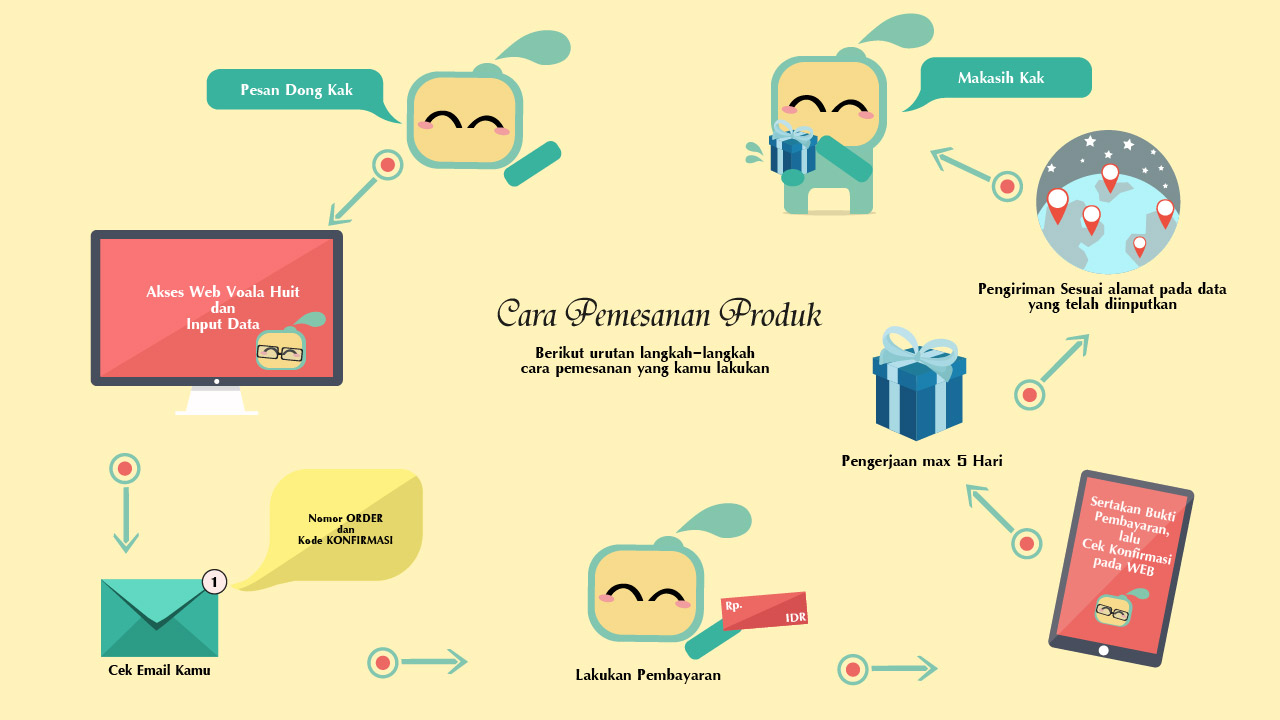 Pesan Dong Kak
Makasih Kak
Akses Web Voala Huit
dan
Input Data
Cara Pemesanan Produk
Berikut urutan langkah-langkah
cara pemesanan yang kamu lakukan
Pengiriman Sesuai alamat pada data
yang telah diinputkan
Pengerjaan max 5 Hari
Nomor ORDER
dan
Kode KONFIRMASI
1
Cek Email Kamu
Rp.
IDR
Lakukan Pembayaran
Sertakan Bukti
Pembayaran,
lalu
Cek Konfirmasi
pada WEB